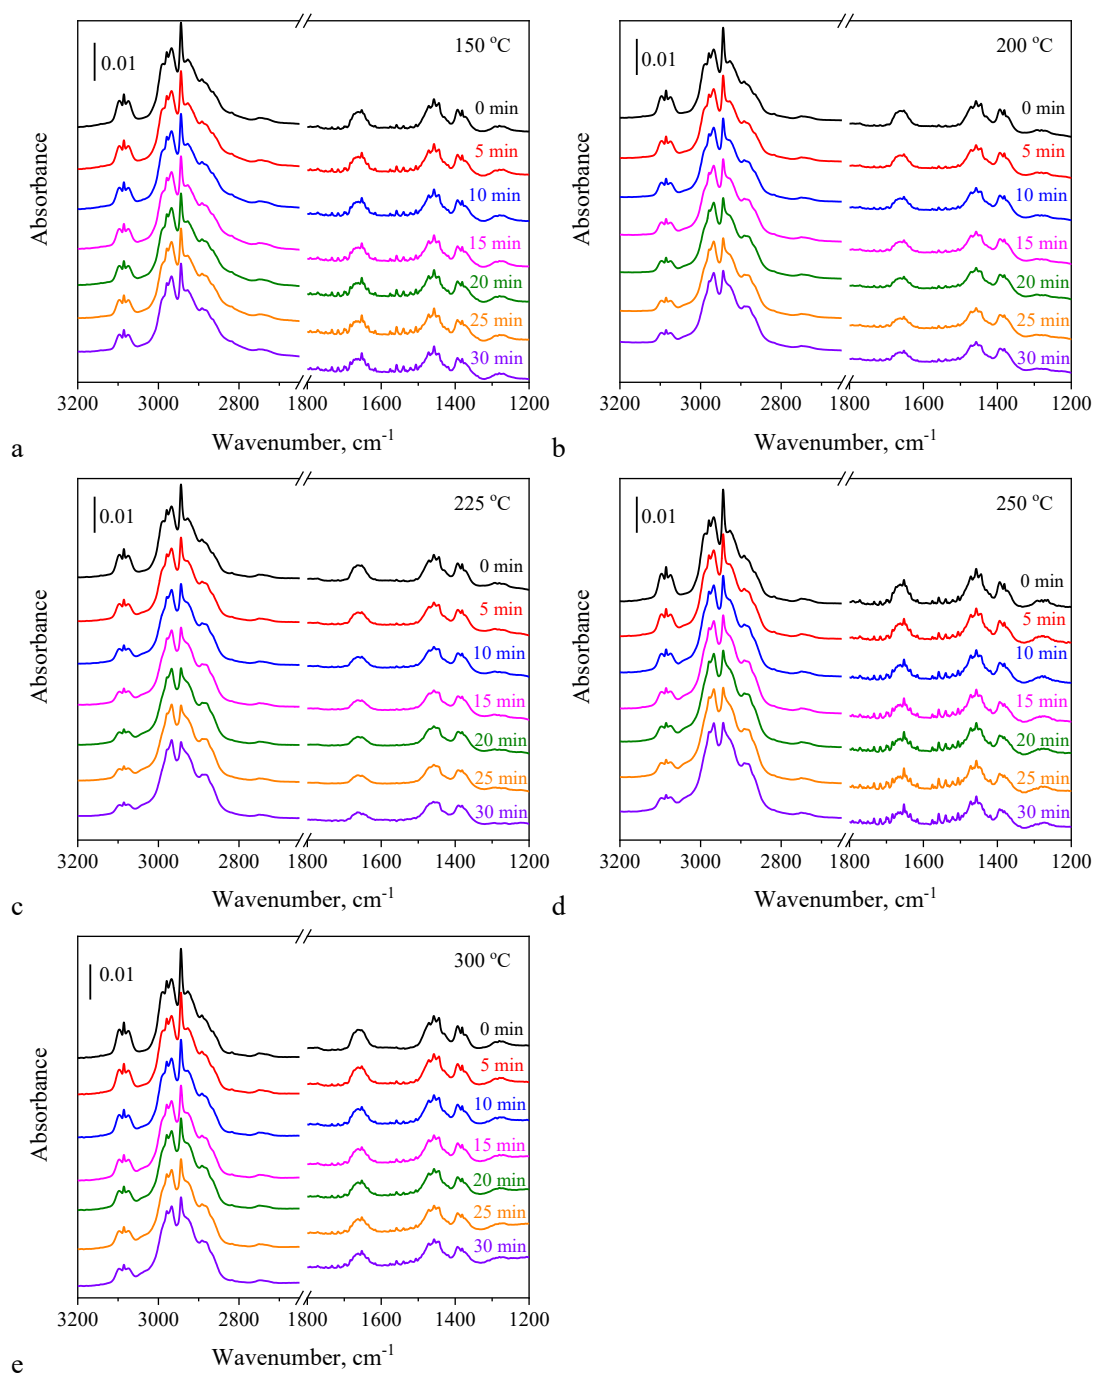 150 °C
0.01
0 min
5 min
10 min
15 min
20 min
25 min
30 min
Absorbance
3200 3000 2800 1600 1400 1200
Wavenumber, cm⁻¹
a
200 °C
0.01
0 min
5 min
10 min
15 min
20 min
25 min
30 min
Absorbance
3200 3000 2800 1800 1600 1400 1200
Wavenumber, cm⁻¹
b
225 °C
0.01
0 min
5 min
10 min
15 min
20 min
25 min
30 min
Absorbance
3200 3000 2800 1800 1600 1400 1200
Wavenumber, cm⁻¹
c
250 °C
0.01
0 min
5 min
10 min
15 min
20 min
25 min
30 min
Absorbance
3200 3000 2800 1800 1600 1400 1200
Wavenumber, cm⁻¹
d
300 °C
0.01
0 min
5 min
10 min
15 min
20 min
25 min
30 min
Absorbance
3200 3000 2800 1800 1600 1400 1200
Wavenumber, cm⁻¹
e